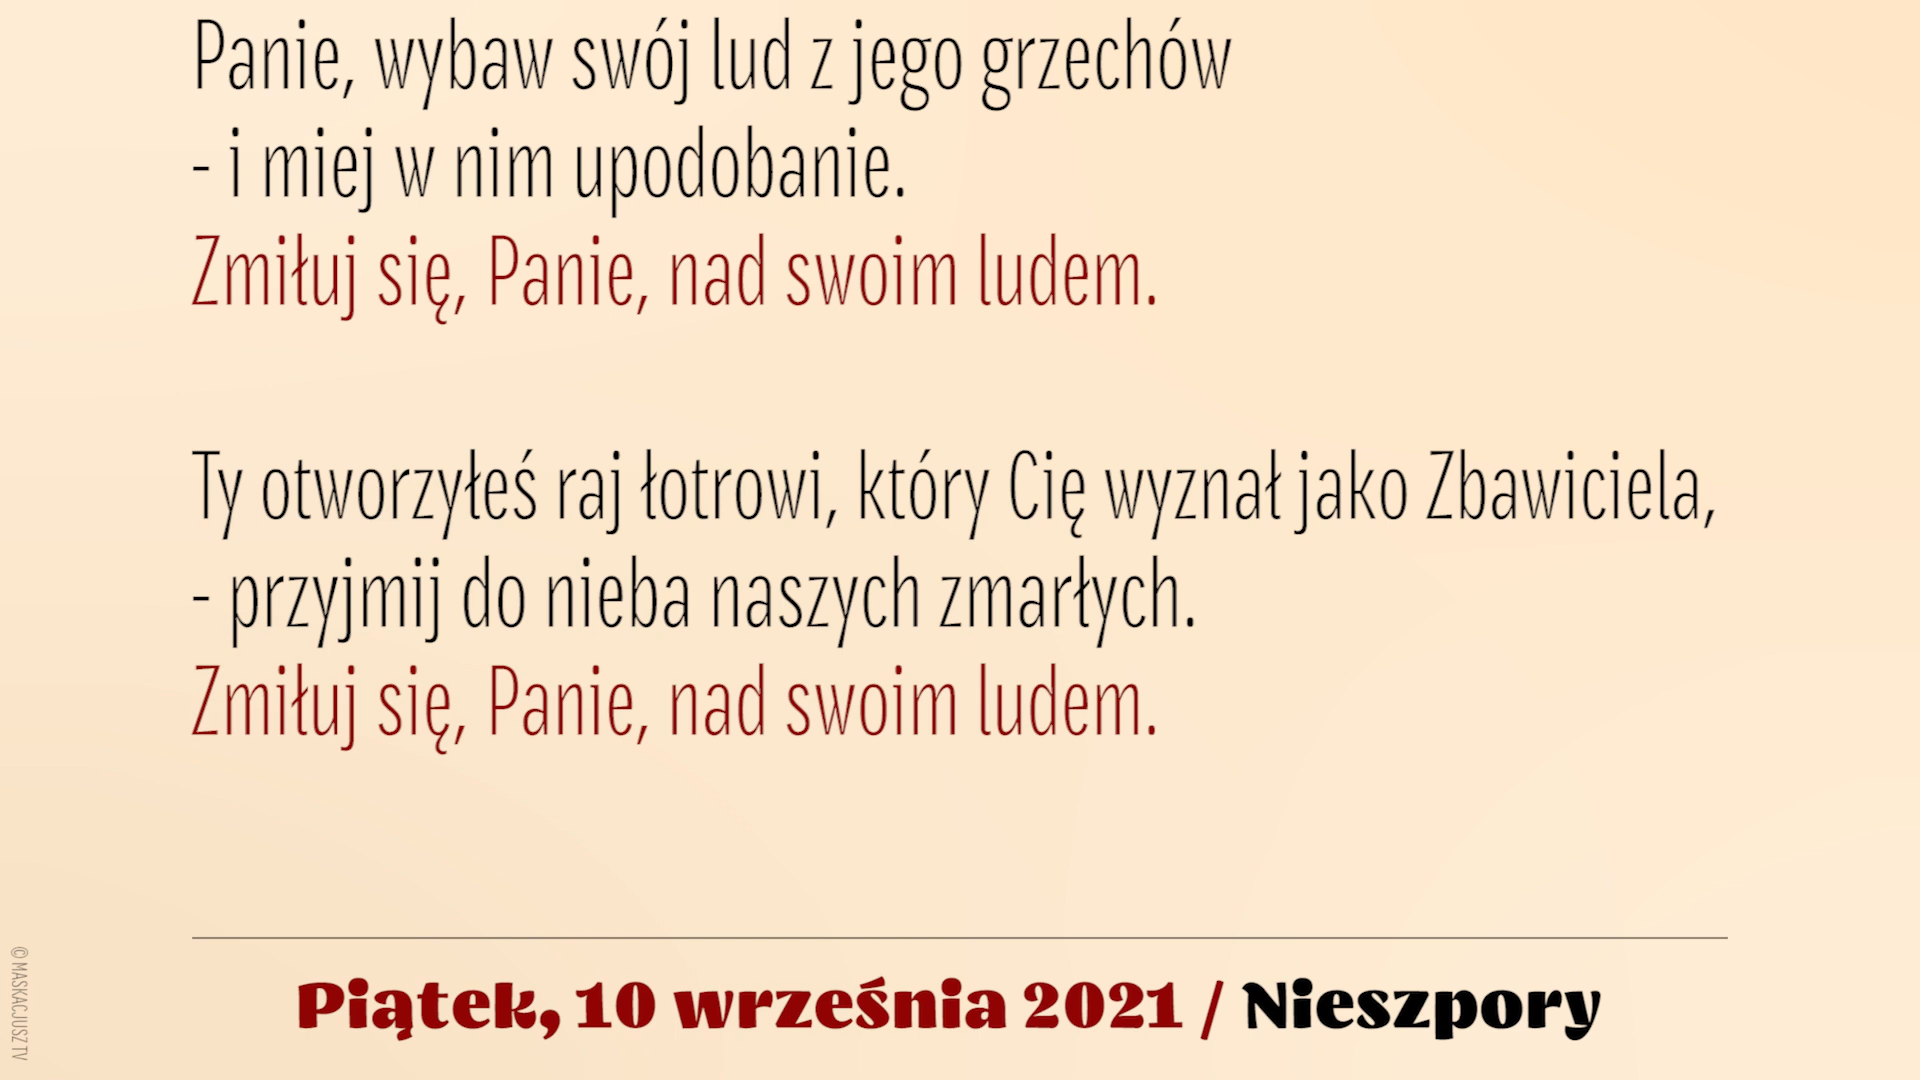 Panie, wybaw swój lud z jego grzechów
- i miej w nim upodobanie.
Zmiłuj się, Panie, nad swoim ludem.
Ty otworzyłeś raj łotrowi, który Cię wyznał jako Zbawiciela,
- przyjmij do nieba naszych zmarłych.
Zmiłuj się, Panie, nad swoim ludem.
Piątek, 10 września 2021 / Nieszpory
© MASKACJUSZ TV